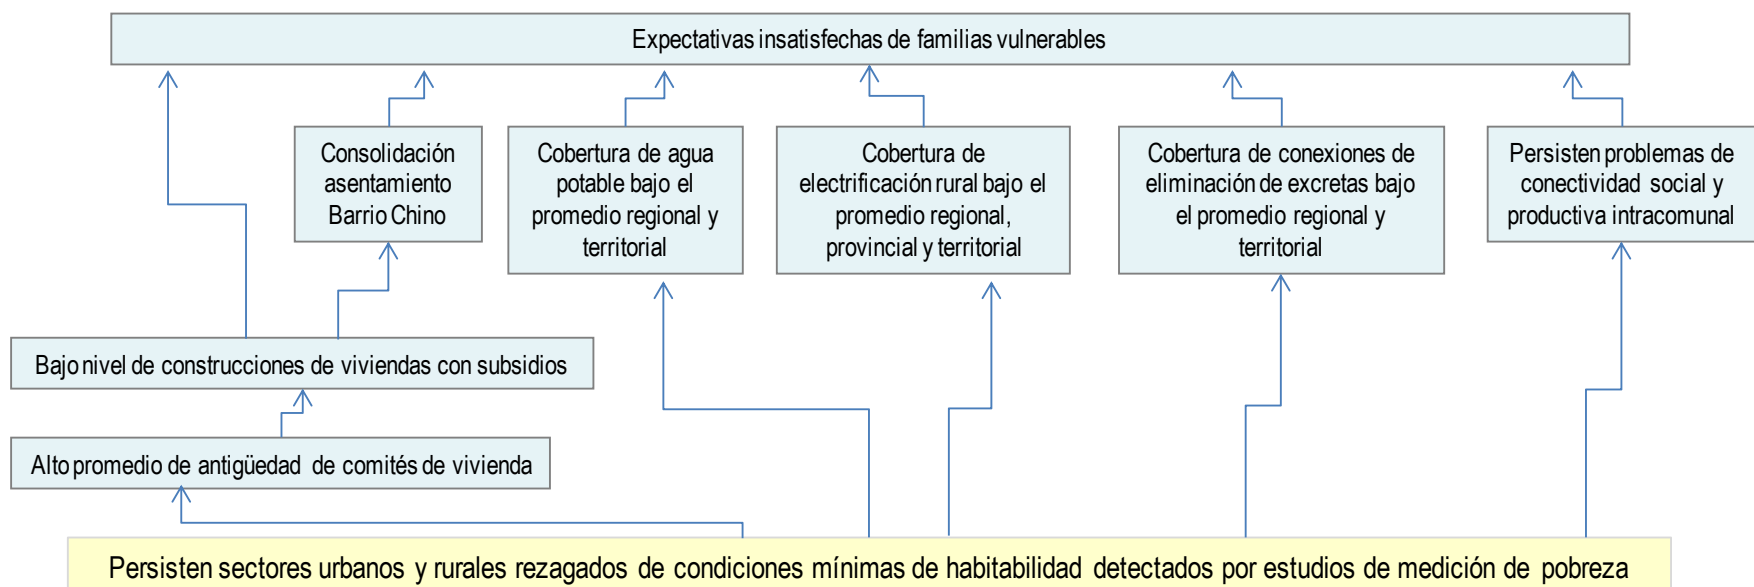 Expectativas insatisfechas de familias vulnerables
Consolidación
asentamiento
Barrio Chino
Cobertura de agua
potable bajo el
promedio regional y
territorial
Cobertura de
electrificación rural bajo el
promedio regional,
provincial y territorial
Cobertura de conexiones de
eliminación de excretas bajo
el promedio regional y
territorial
Persisten problemas de
conectividad social y
productiva intracomunal
Bajo nivel de construcciones de viviendas con subsidios
Alto promedio de antigüedad de comités de vivienda
Persisten sectores urbanos y rurales rezagados de condiciones mínimas de habitabilidad detectados por estudios de medición de pobreza